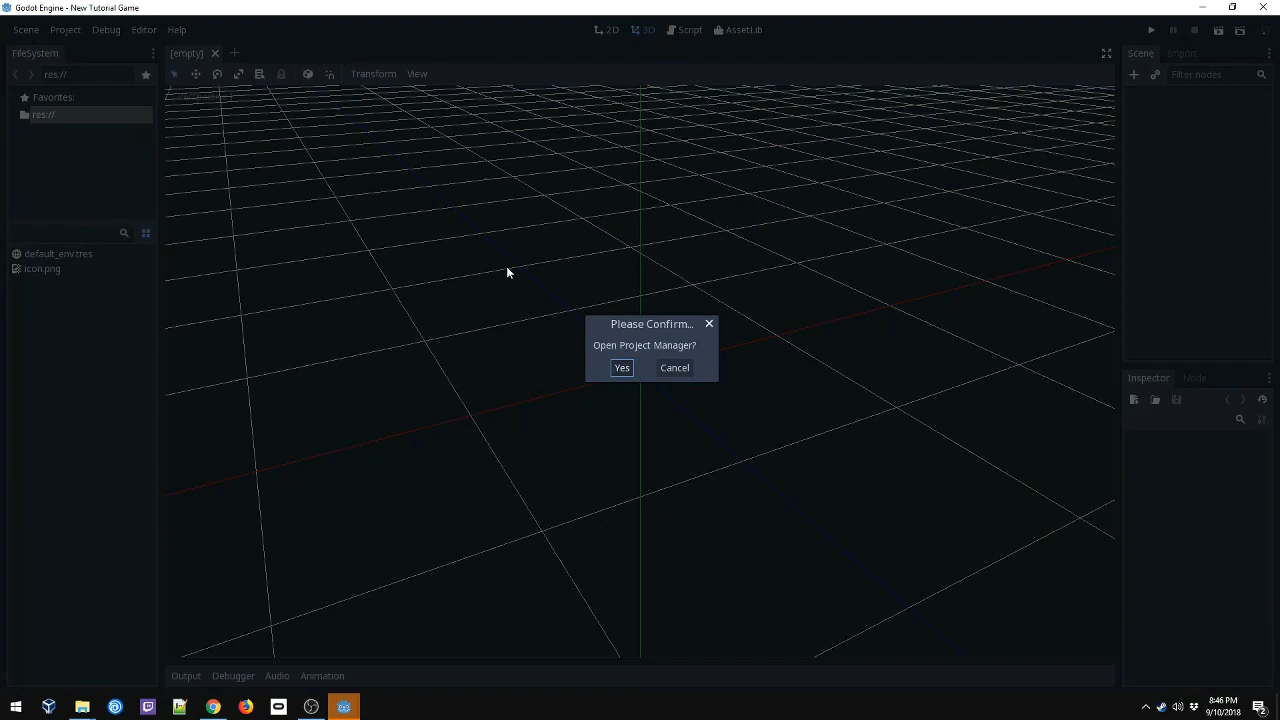 Godot Engine - New Tutorial Game
Scene Project Debug Editor Help
2D 3D Script AssetLib
FileSystem
[empty]
Scene Import
res://
Transform View
Filter nodes
Favorites:
res://
default_env.tres
icon.png
Please Confirm...
Open Project Manager?
Yes Cancel
Inspector Node
Output Debugger Audio Animation
8:46 PM
9/10/2018
2